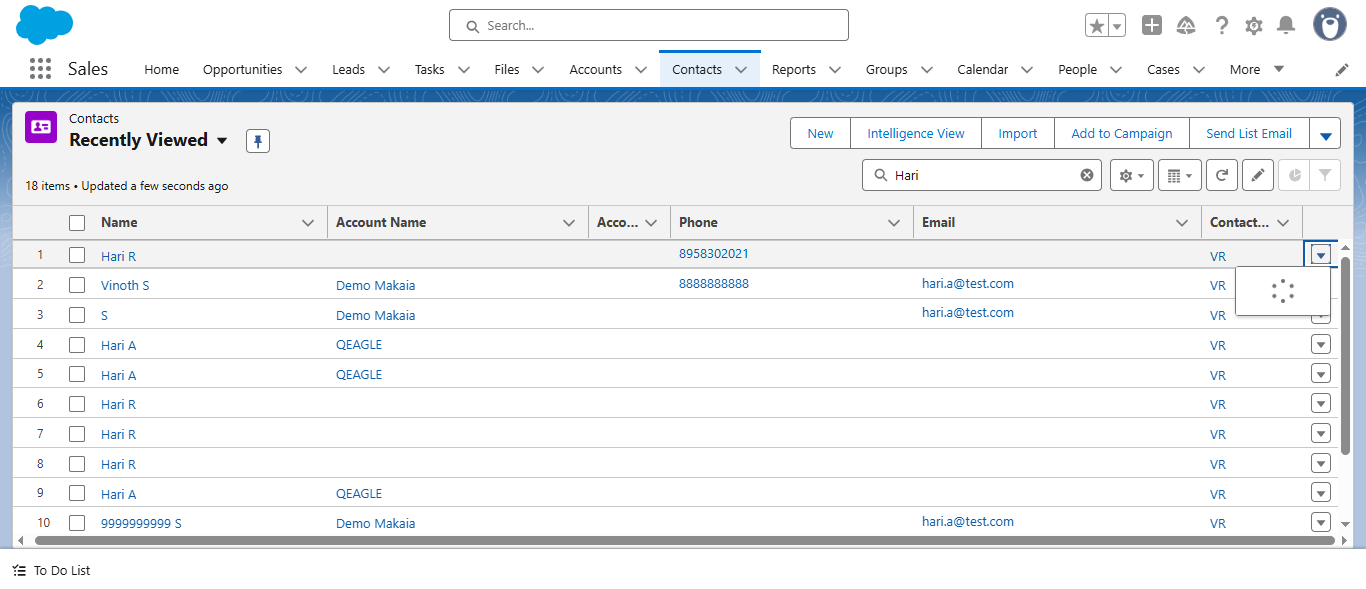 Search...
Sales Home Opportunities Leads Tasks Files Accounts Contacts Reports Groups Calendar People Cases More
Contacts
Recently Viewed
New Intelligence View Import Add to Campaign Send List Email
18 items • Updated a few seconds ago
Hari
Name Account Name Acco... Phone Email Contact...
1 Hari R 8958302021 VR
2 Vinoth S Demo Makaia 8888888888 hari.a@test.com VR
3 S Demo Makaia hari.a@test.com VR
4 Hari A QEAGLE VR
5 Hari A QEAGLE VR
6 Hari R VR
7 Hari R VR
8 Hari R VR
9 Hari A QEAGLE VR
10 9999999999 S Demo Makaia hari.a@test.com VR
To Do List